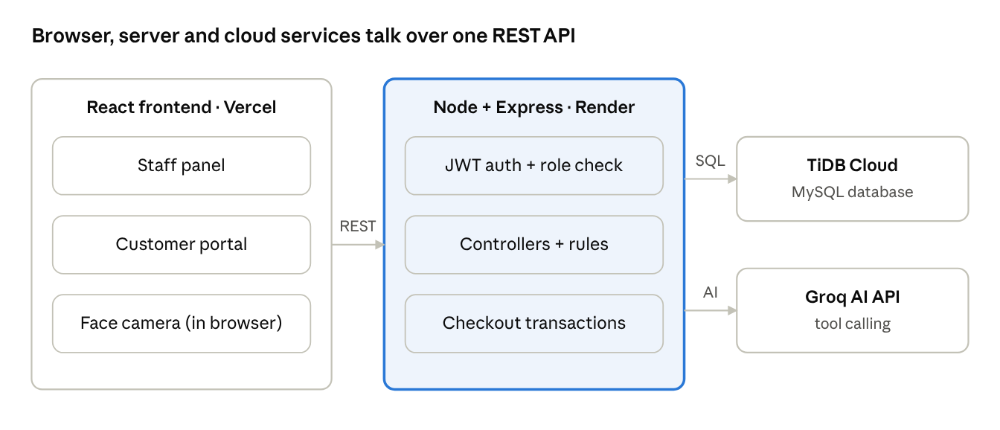 Browser, server and cloud services talk over one REST API
React frontend · Vercel
Staff panel
Customer portal
Face camera (in browser)
REST
Node + Express · Render
JWT auth + role check
Controllers + rules
Checkout transactions
SQL
TiDB Cloud
MySQL database
AI
Groq AI API
tool calling